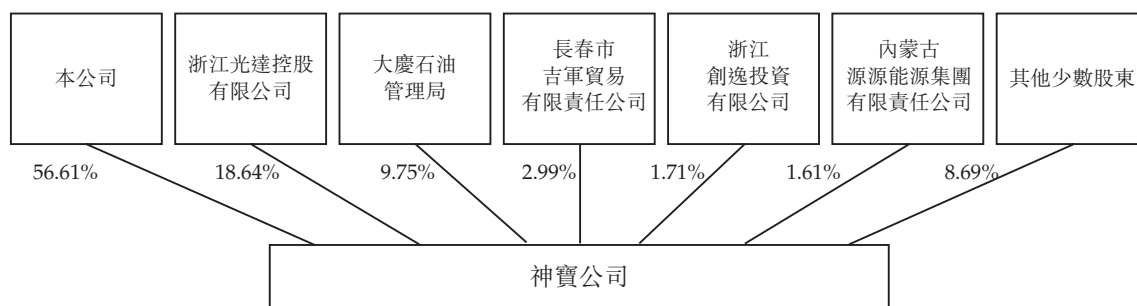 本公司
浙江光達控股
有限公司
大慶石油
管理局
長春市
吉軍貿易
有限責任公司
浙江
創逸投資
有限公司
內蒙古
源源能源集團
有限責任公司
其他少數股東
56.61%
18.64%
9.75%
2.99%
1.71%
1.61%
8.69%
神寶公司